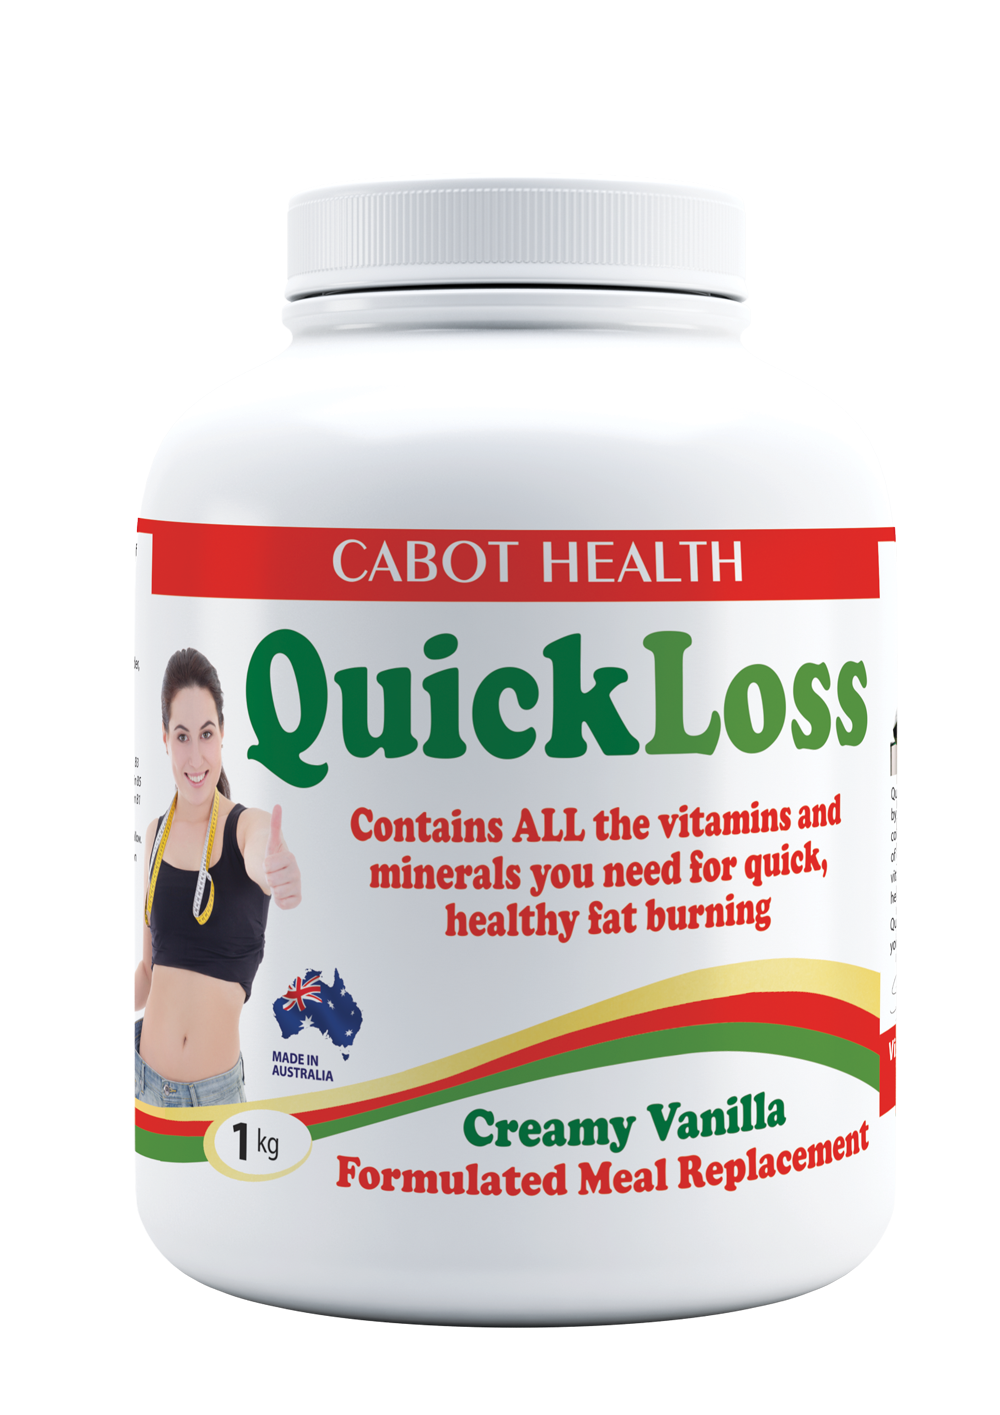 CABOT HEALTH
QuickLoss
Contains ALL the vitamins and
minerals you need for quick,
healthy fat burning
MADE IN
AUSTRALIA
1 kg
Creamy Vanilla
Formulated Meal Replacement